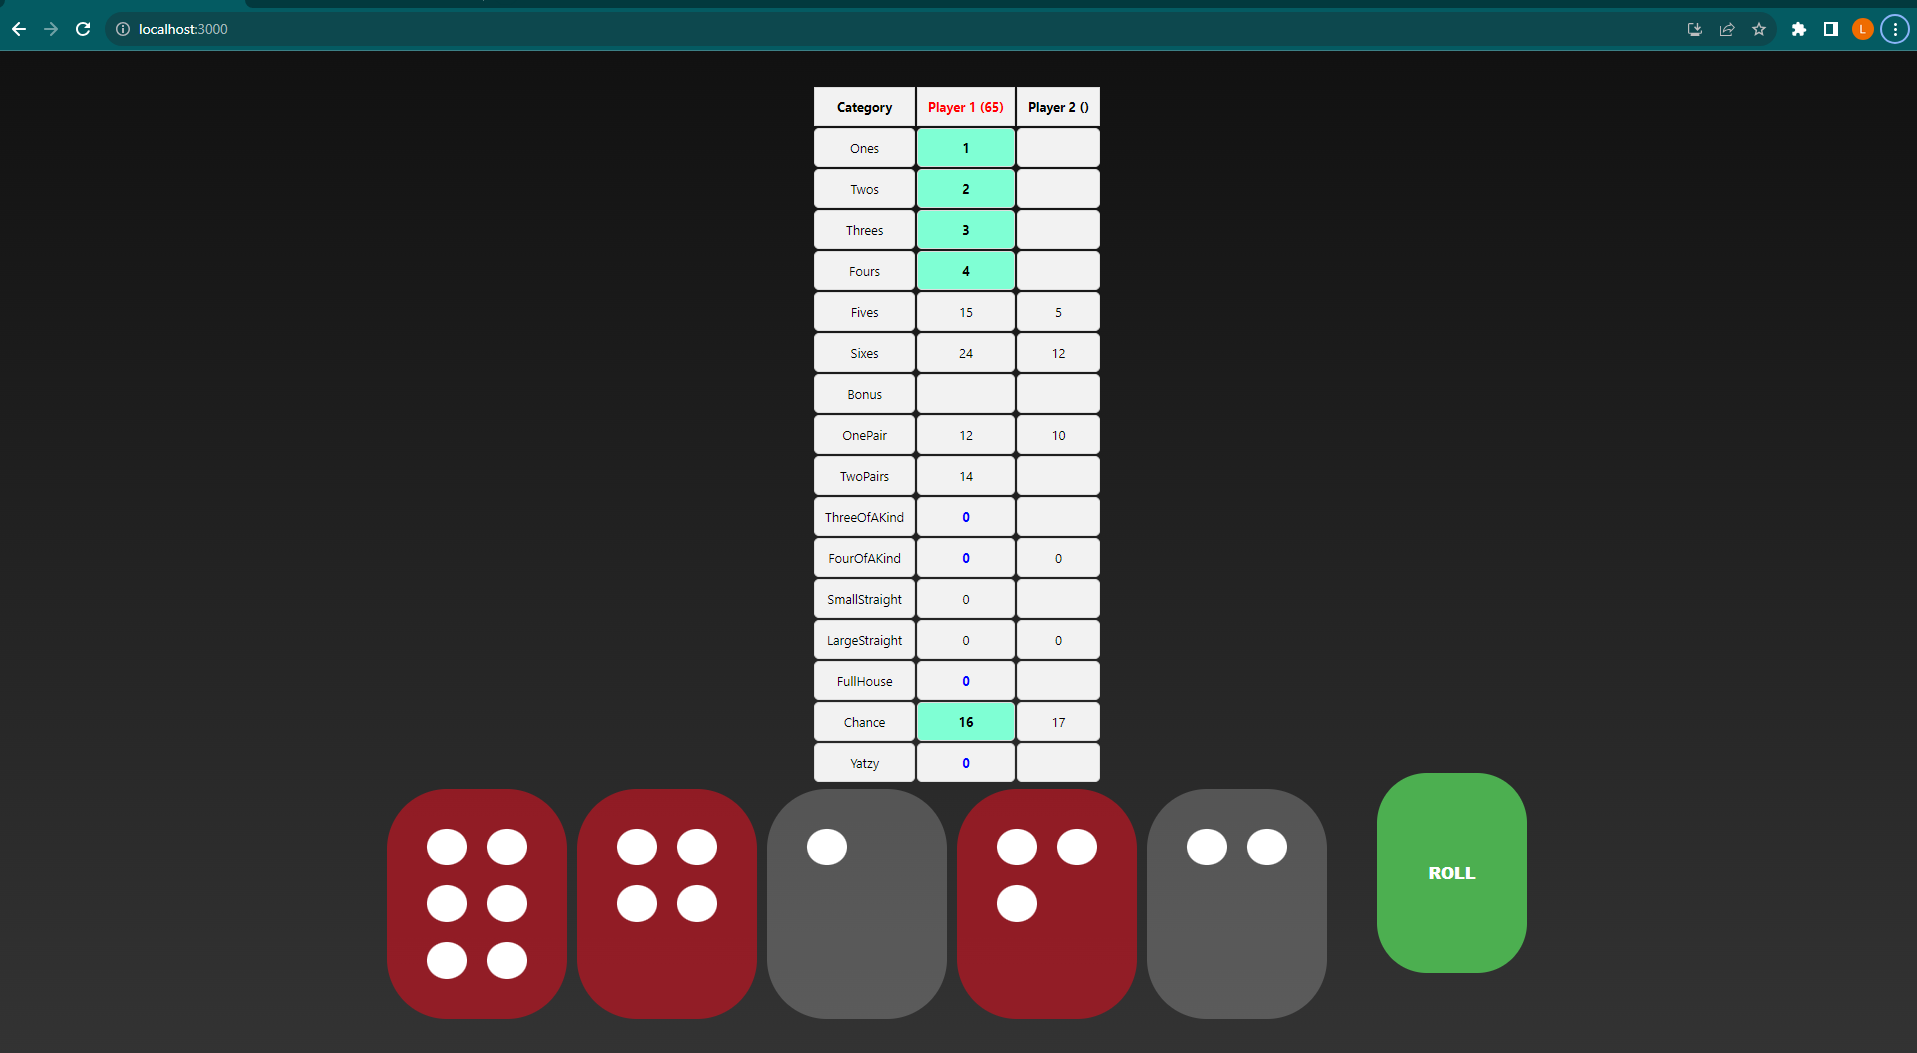 localhost:3000
L
Category Player 1 (65) Player 2 ()
Ones 1
Twos 2
Threes 3
Fours 4
Fives 15 5
Sixes 24 12
Bonus
OnePair 12 10
TwoPairs 14
ThreeOfAKind 0
FourOfAKind 0 0
SmallStraight 0
LargeStraight 0 0
FullHouse 0
Chance 16 17
Yatzy 0
ROLL